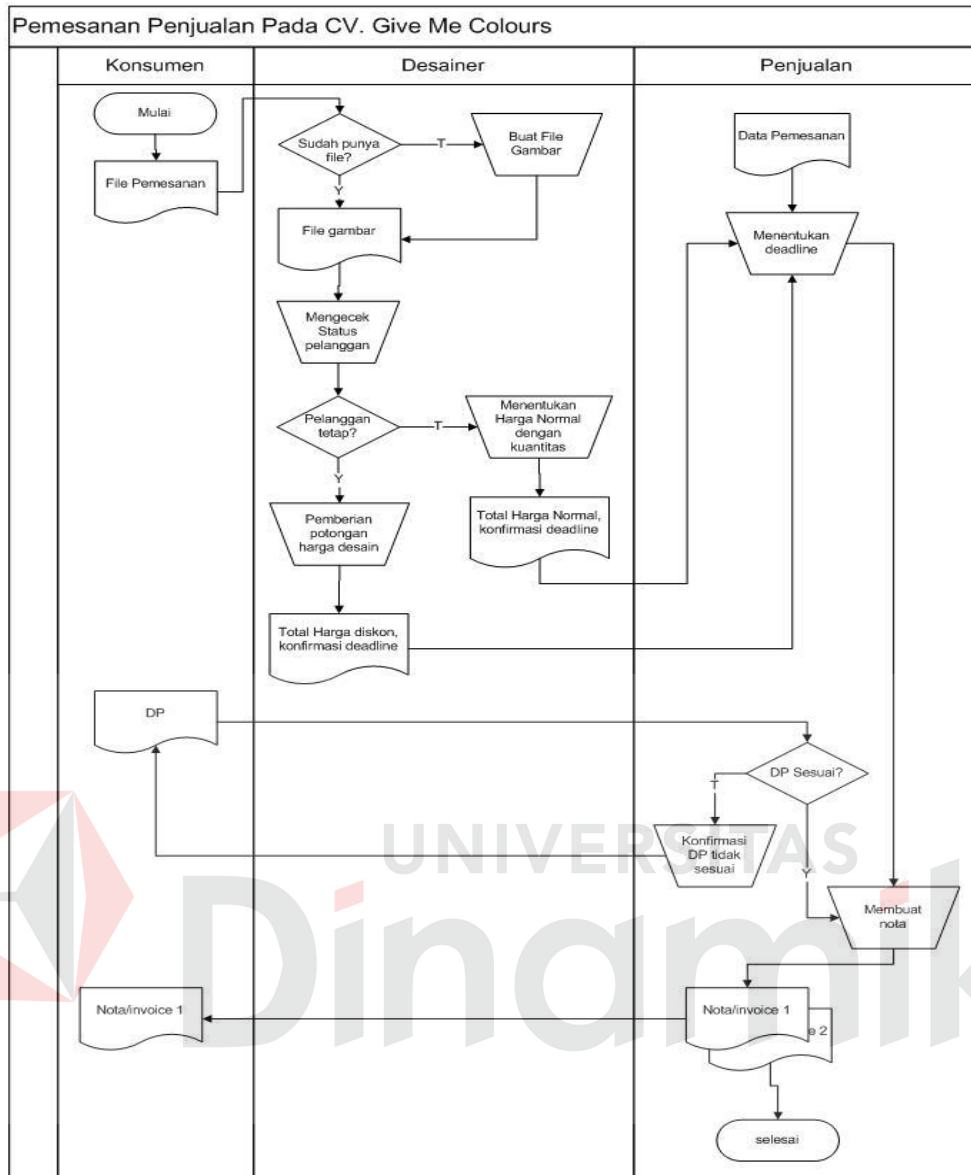 Pemesanan Penjualan Pada CV. Give Me Colours
Konsumen
Desainer
Penjualan
Mulai
File Pemesanan
Sudah punya
file?
T
Buat File
Gambar
Y
File gambar
Mengecek
Status
pelanggan
Pelanggan
tetap?
T
Menentukan
Harga Normal
dengan
kuantitas
Y
Pemberian
potongan
harga desain
Total Harga Normal,
konfirmasi deadline
Total Harga diskon,
konfirmasi deadline
Data Pemesanan
Menentukan
deadline
DP
DP Sesuai?
T
Konfirmasi
DP tidak
sesuai
Y
Membuat
nota
Nota/invoice 1
Nota/invoice 1
e 2
selesai
UNIVERSITAS
Dinamik